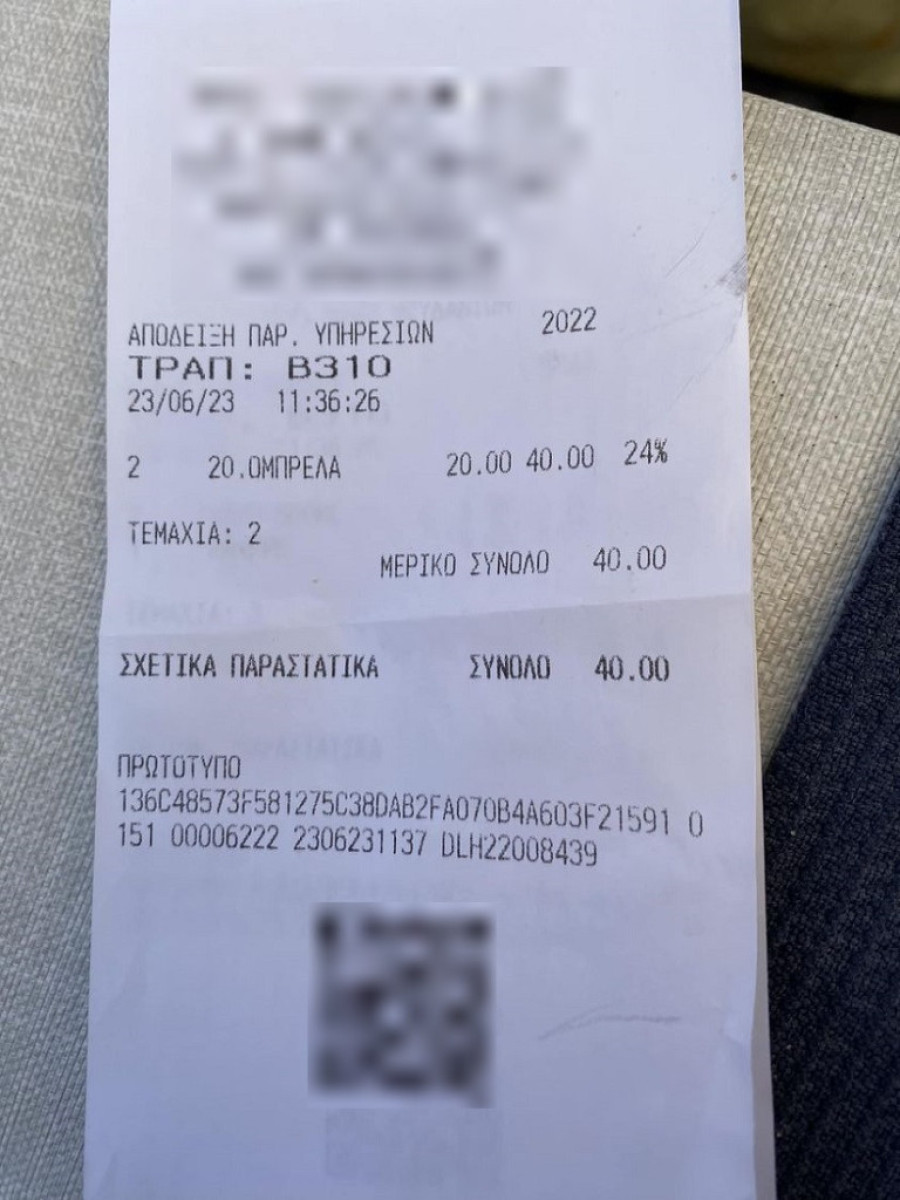 ΑΠΟΔΕΙΞΗ ΠΑΡ. ΥΠΗΡΕΣΙΩΝ 2022
ΤΡΑΠ: B310
23/06/23 11:36:26
2 20.ΟΜΠΡΕΛΑ 20.00 40.00 24%
ΤΕΜΑΧΙΑ: 2
ΜΕΡΙΚΟ ΣΥΝΟΛΟ 40.00
ΣΧΕΤΙΚΑ ΠΑΡΑΣΤΑΤΙΚΑ ΣΥΝΟΛΟ 40.00
ΠΡΩΤΟΤΥΠΟ
136C48573F581275C38DAB2FA070B4A603F21591 0
151 00006222 2306231137 DLH22008439